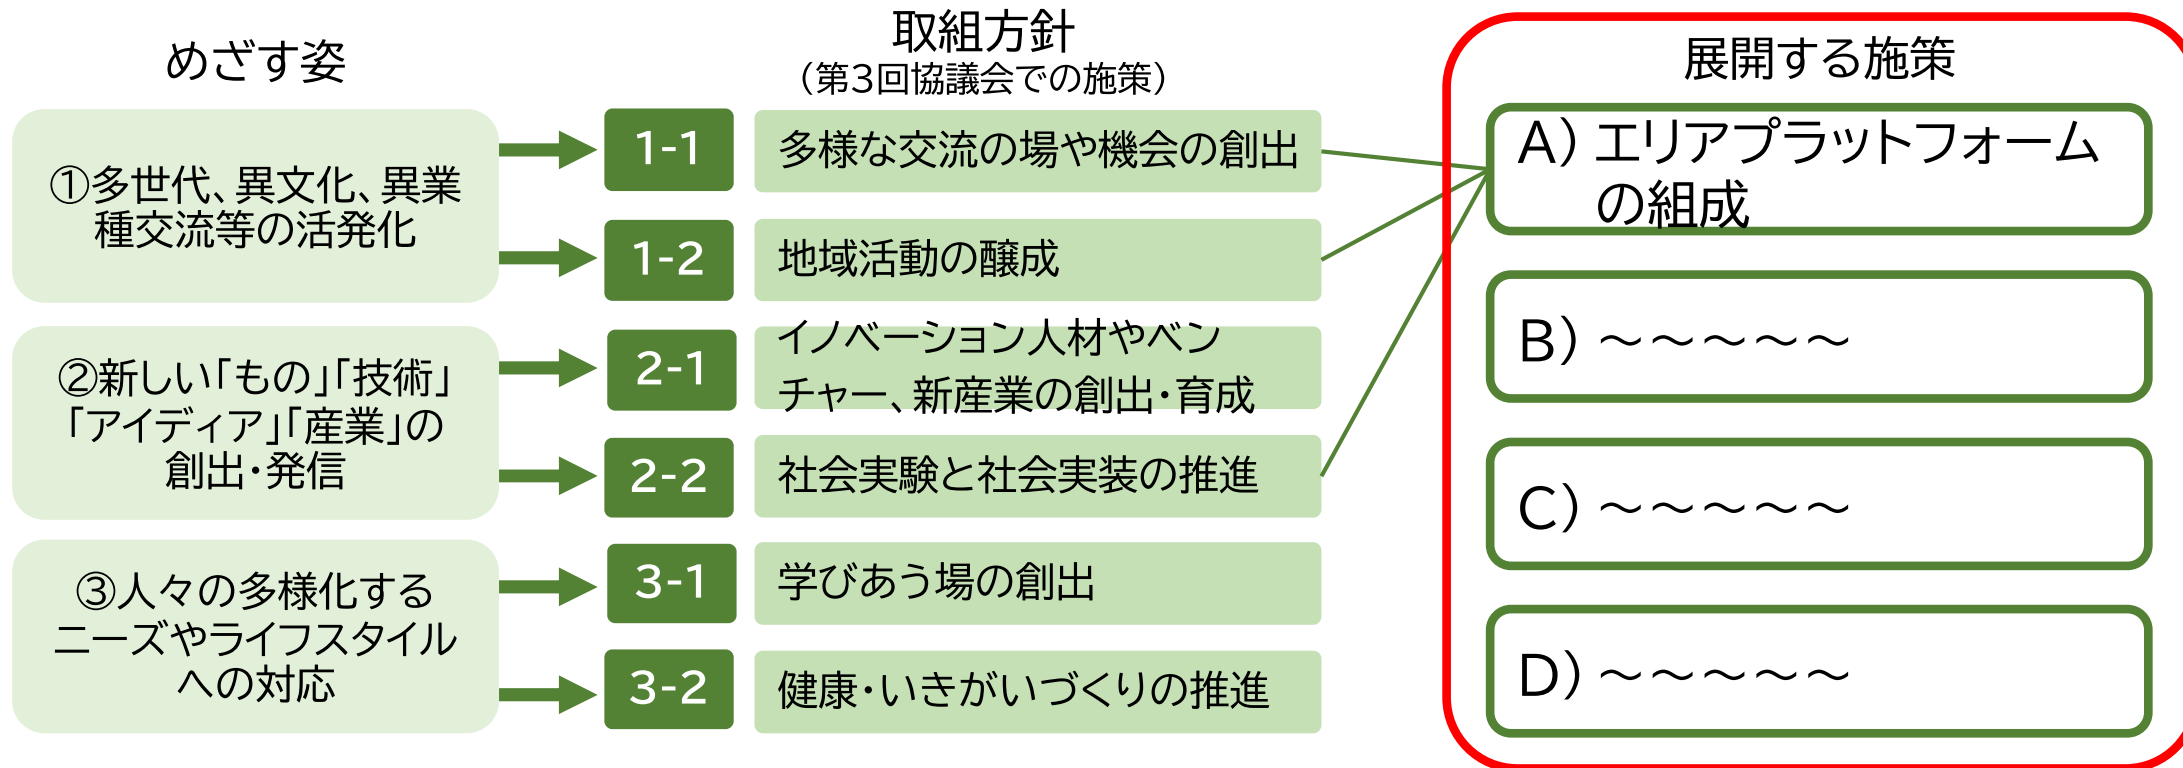 めざす姿
①多世代、異文化、異業
種交流等の活発化
②新しい「もの」「技術」
「アイディア」「産業」の
創出・発信
③人々の多様化する
ニーズやライフスタイル
への対応
取組方針
（第３回協議会での施策）
1-1
多様な交流の場や機会の創出
1-2
地域活動の醸成
2-1
イノベーション人材やベン
チャー、新産業の創出・育成
2-2
社会実験と社会実装の推進
3-1
学びあう場の創出
3-2
健康・いきがいづくりの推進
展開する施策
A）エリアプラットフォーム
の組成
B）～～～～～
C）～～～～～
D）～～～～～